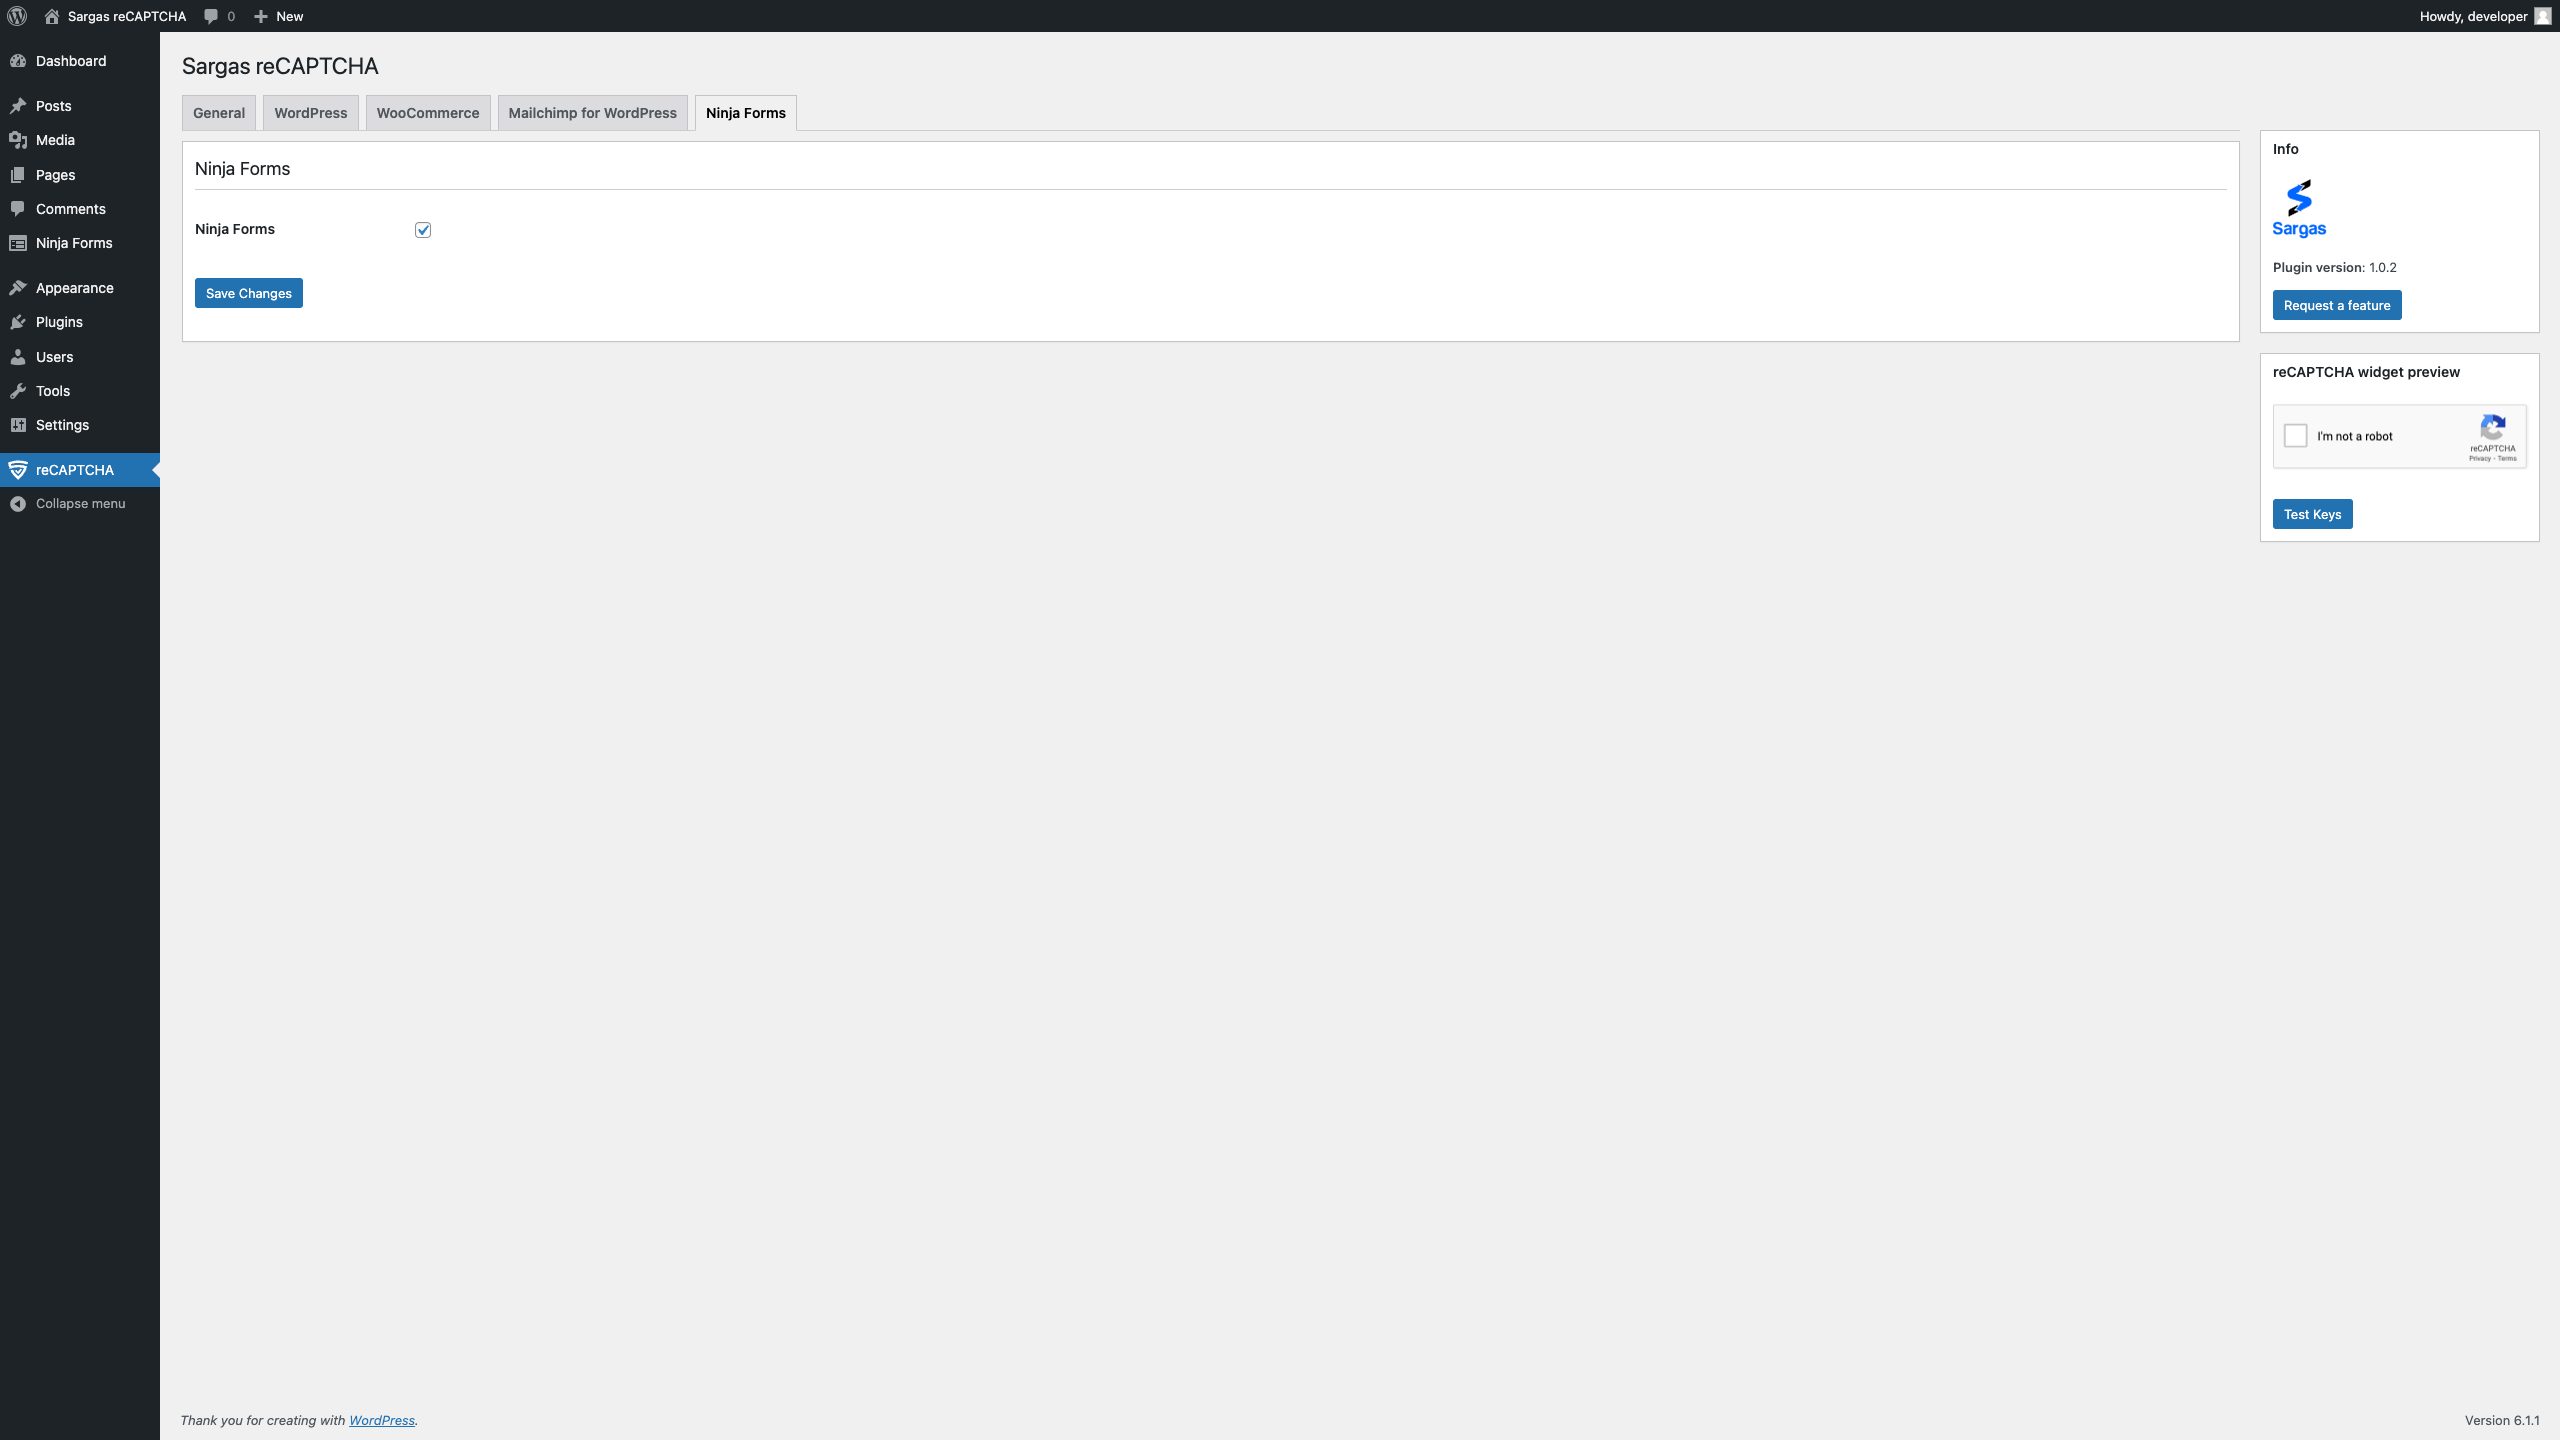 Sargas reCAPTCHA 0 New Howdy, developer
Dashboard
Posts
Media
Pages
Comments
Ninja Forms
Appearance
Plugins
Users
Tools
Settings
reCAPTCHA
Collapse menu
Sargas reCAPTCHA
General WordPress WooCommerce Mailchimp for WordPress Ninja Forms
Ninja Forms
Ninja Forms
Save Changes
Info
Sargas
Plugin version: 1.0.2
Request a feature
reCAPTCHA widget preview
I'm not a robot
reCAPTCHA
Privacy - Terms
Test Keys
Thank you for creating with WordPress.
Version 6.1.1